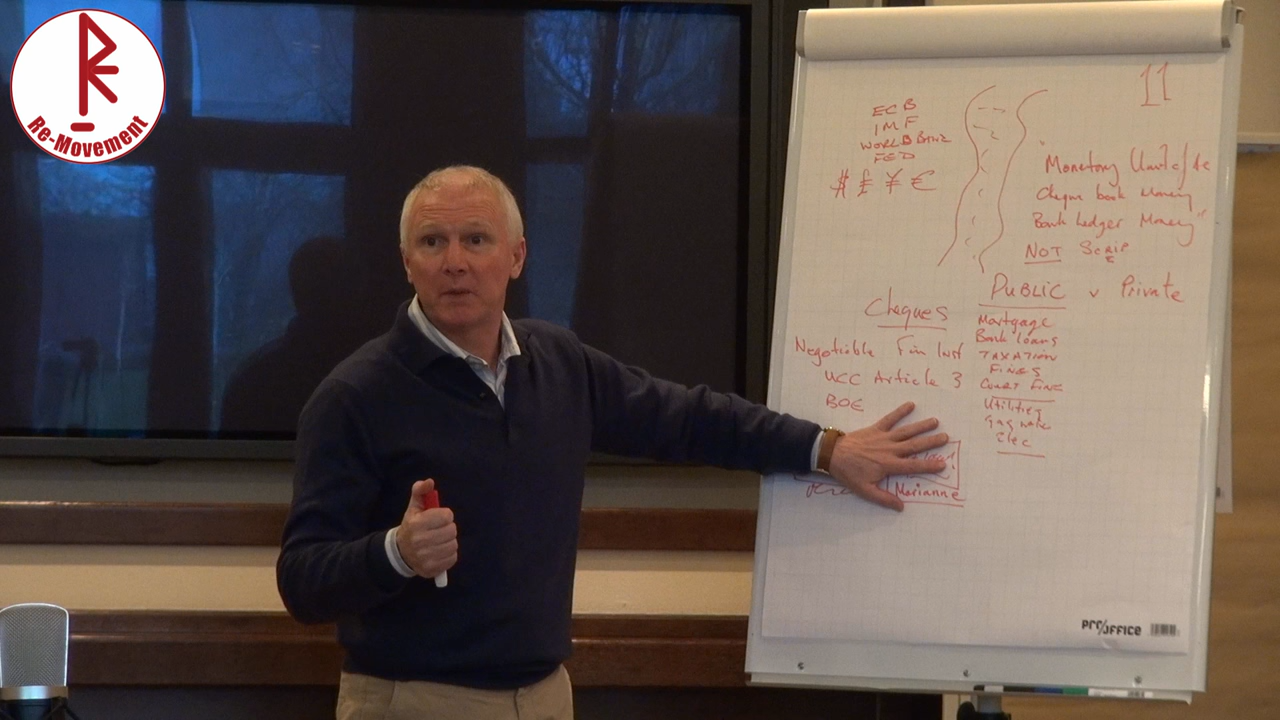 Re-Movement
11
ECB
IMF
WORLD BANK
FED
$ £ ¥ €
"Monetary Unit of
Cheque book Money
Bank Ledger Money"
NOT Scrip
PUBLIC v Private
Mortgage
Bank loans
TAXATION
FINES
COURT FINE
Utilities
Gas water
Elec
Cheques
Negotiable Fin Inst
UCC Article 3
BOE
Marianne
PRO/OFFICE